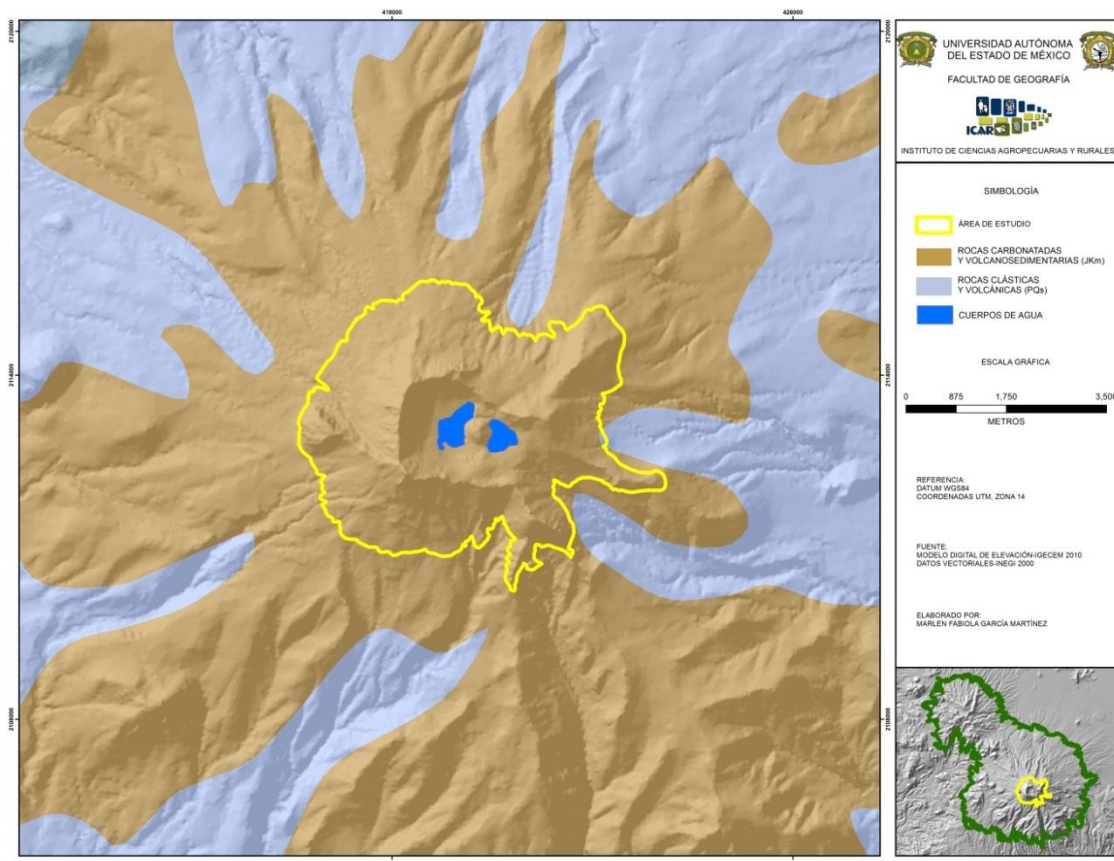 419000
426000
2120000
2120000
2114000
2114000
2108000
2108000
UNIVERSIDAD AUTÓNOMA
DEL ESTADO DE MÉXICO
FACULTAD DE GEOGRAFÍA
ICAR
INSTITUTO DE CIENCIAS AGROPECUARIAS Y RURALES
SIMBOLOGÍA
ÁREA DE ESTUDIO
ROCAS CARBONATADAS
Y VOLCANOSEDIMENTARIAS (JKm)
ROCAS CLÁSTICAS
Y VOLCÁNICAS (PQs)
CUERPOS DE AGUA
ESCALA GRÁFICA
0 875 1,750 3,500
METROS
REFERENCIA:
DATUM WGS84
COORDENADAS UTM, ZONA 14
FUENTE:
MODELO DIGITAL DE ELEVACIÓN-IGECEM 2010
DATOS VECTORIALES-INEGI 2000
ELABORADO POR:
MARLEN FABIOLA GARCÍA MARTÍNEZ